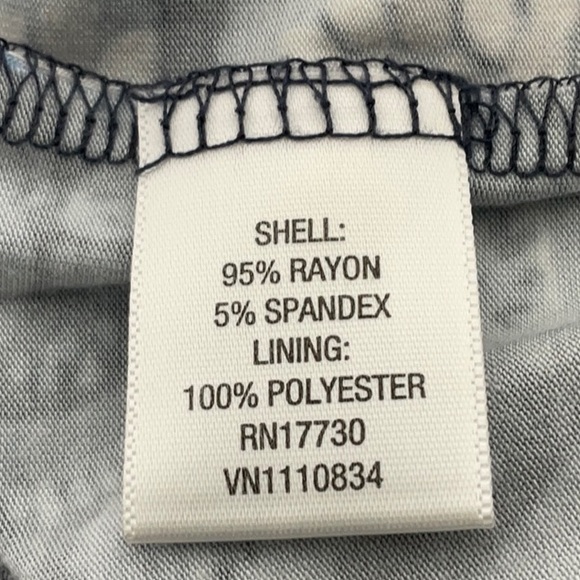 SHELL:
95% RAYON
5% SPANDEX
LINING:
100% POLYESTER
RN17730
VN1110834